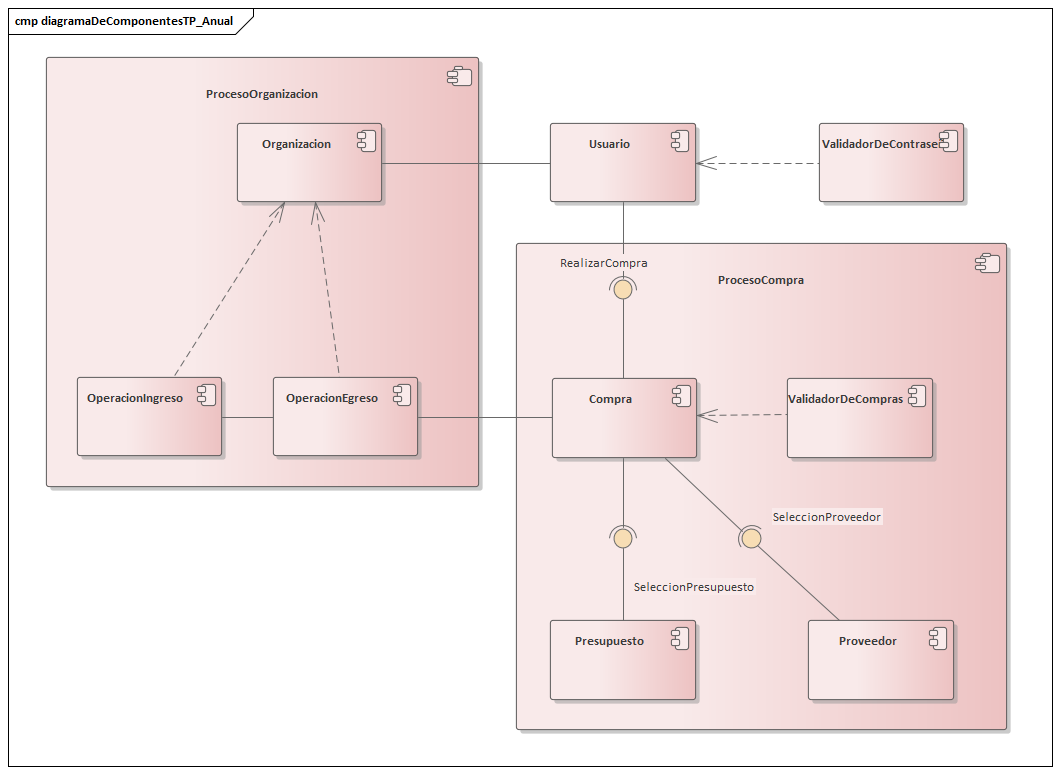 cmp diagramaDeComponentesTP_Anual
ProcesoOrganizacion
Organizacion
Usuario
ValidadorDeContrase
RealizarCompra
ProcesoCompra
OperacionIngreso
OperacionEgreso
Compra
ValidadorDeCompras
SeleccionProveedor
SeleccionPresupuesto
Presupuesto
Proveedor